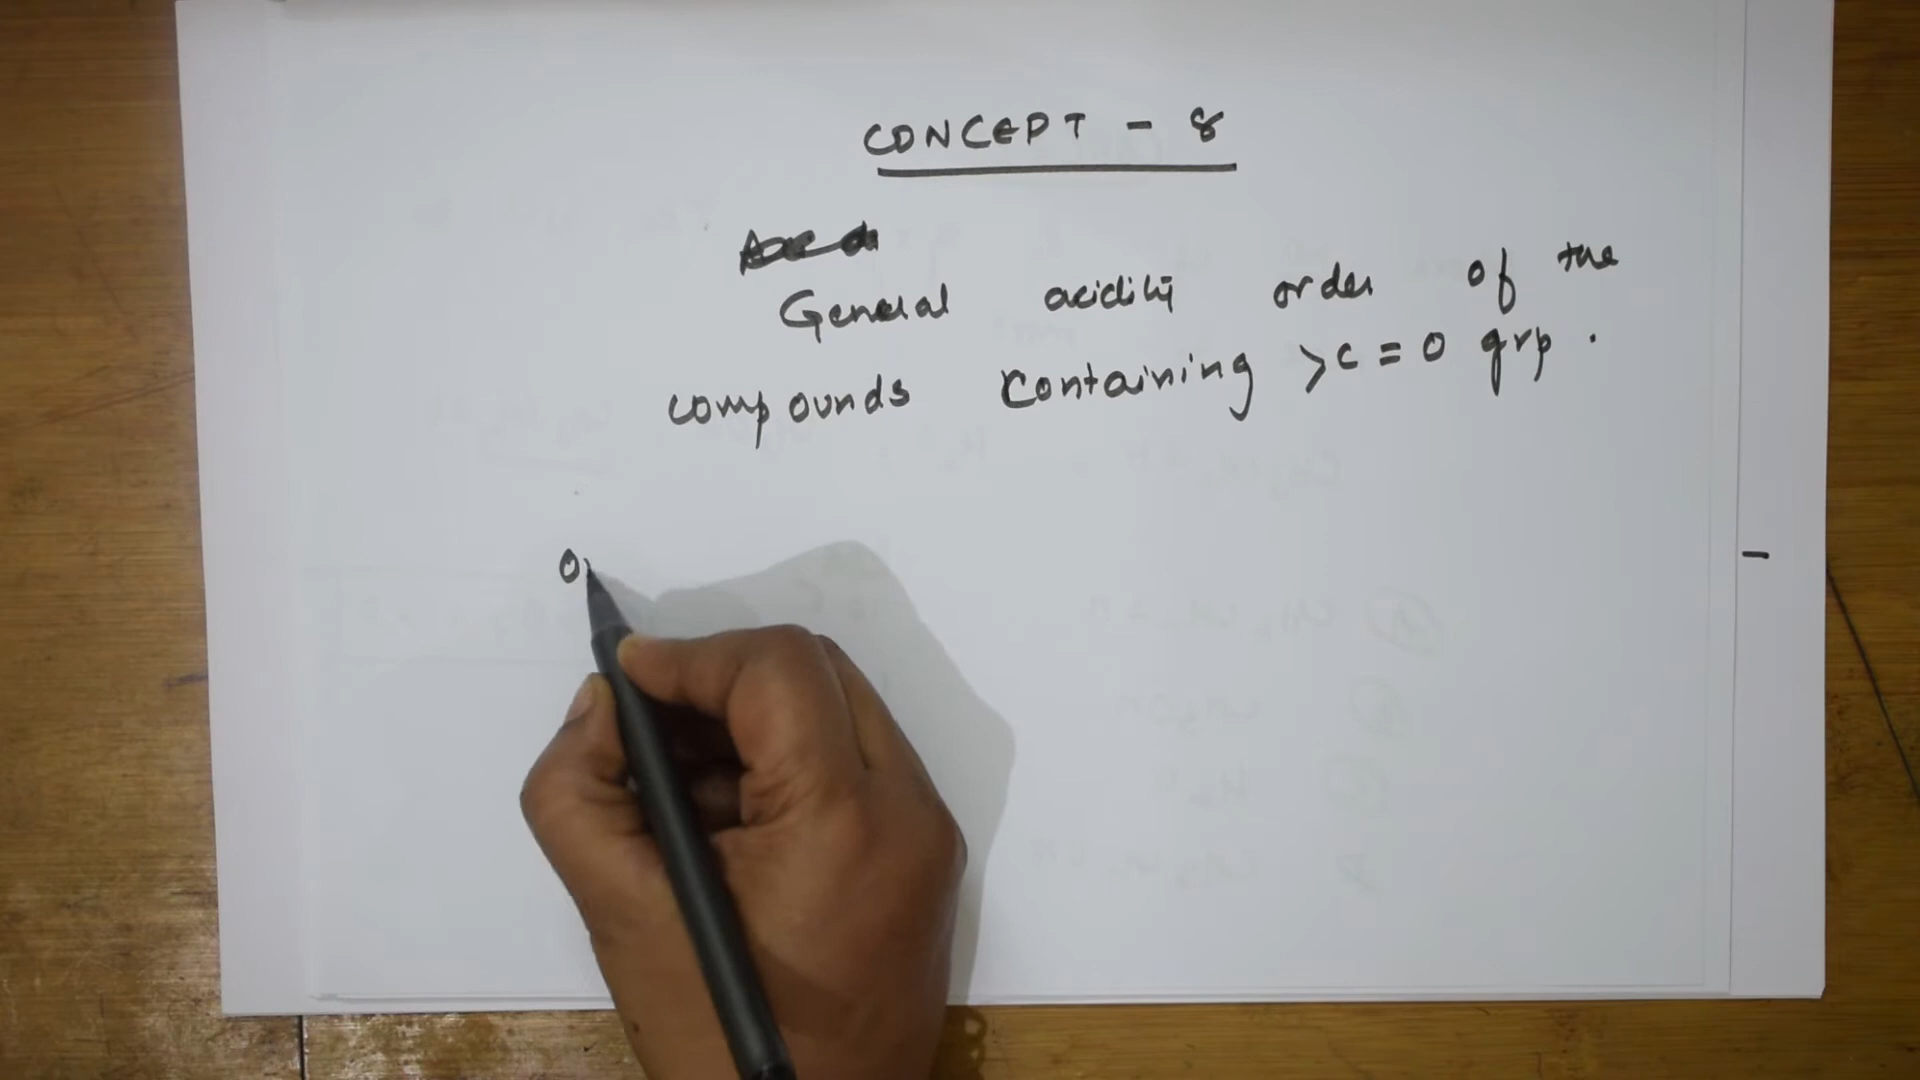 CONCEPT - 8
General acidity order of the
compounds containing >C=O grp.
O